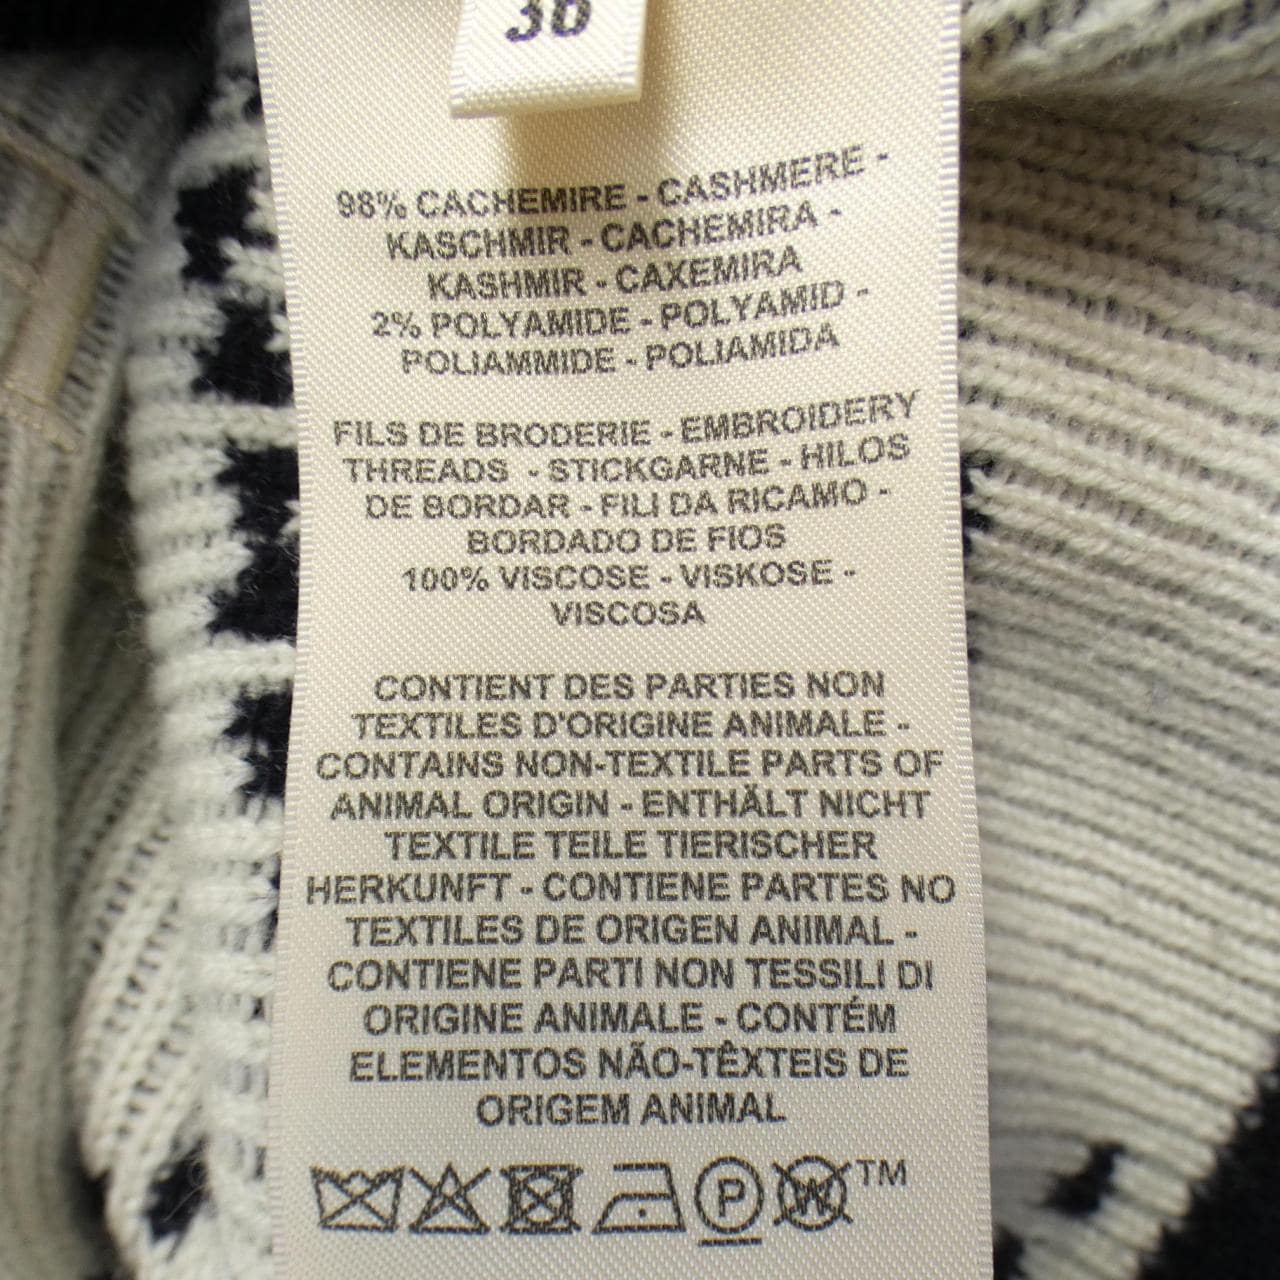 36
98% CACHEMIRE - CASHMERE -
KASCHMIR - CACHEMIRA -
KASHMIR - CAXEMIRA
2% POLYAMIDE - POLYAMID -
POLIAMMIDE - POLIAMIDA
FILS DE BRODERIE - EMBROIDERY
THREADS - STICKGARNE - HILOS
DE BORDAR - FILI DA RICAMO -
BORDADO DE FIOS
100% VISCOSE - VISKOSE -
VISCOSA
CONTIENT DES PARTIES NON
TEXTILES D'ORIGINE ANIMALE -
CONTAINS NON-TEXTILE PARTS OF
ANIMAL ORIGIN - ENTHÄLT NICHT
TEXTILE TEILE TIERISCHER
HERKUNFT - CONTIENE PARTES NO
TEXTILES DE ORIGEN ANIMAL -
CONTIENE PARTI NON TESSILI DI
ORIGINE ANIMALE - CONTÉM
ELEMENTOS NÃO-TÊXTEIS DE
ORIGEM ANIMAL
P W TM